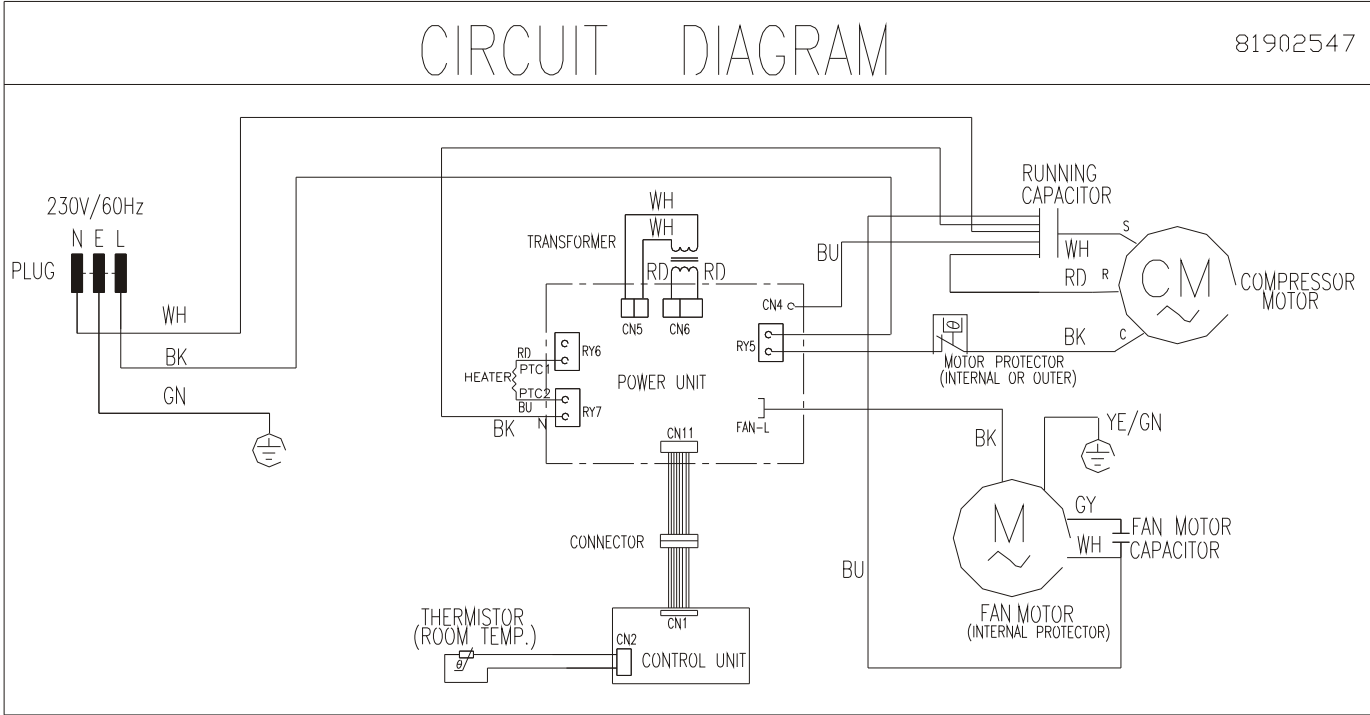 CIRCUIT DIAGRAM
81902547
230V/60Hz
N E L
PLUG
WH
BK
GN
TRANSFORMER
WH
WH
RD
RD
CN5
CN6
CN4
BU
RUNNING
CAPACITOR
S
WH
RD R
CM
COMPRESSOR
MOTOR
BK
C
θ
MOTOR PROTECTOR
(INTERNAL OR OUTER)
RY5
RY6
RD
PTC1
HEATER
PTC2
BU
RY7
BK
N
POWER UNIT
FAN-L
CN11
BK
YE/GN
M
GY
WH
FAN MOTOR
CAPACITOR
BU
FAN MOTOR
(INTERNAL PROTECTOR)
CONNECTOR
THERMISTOR
(ROOM TEMP.)
θ
CN1
CN2
CONTROL UNIT